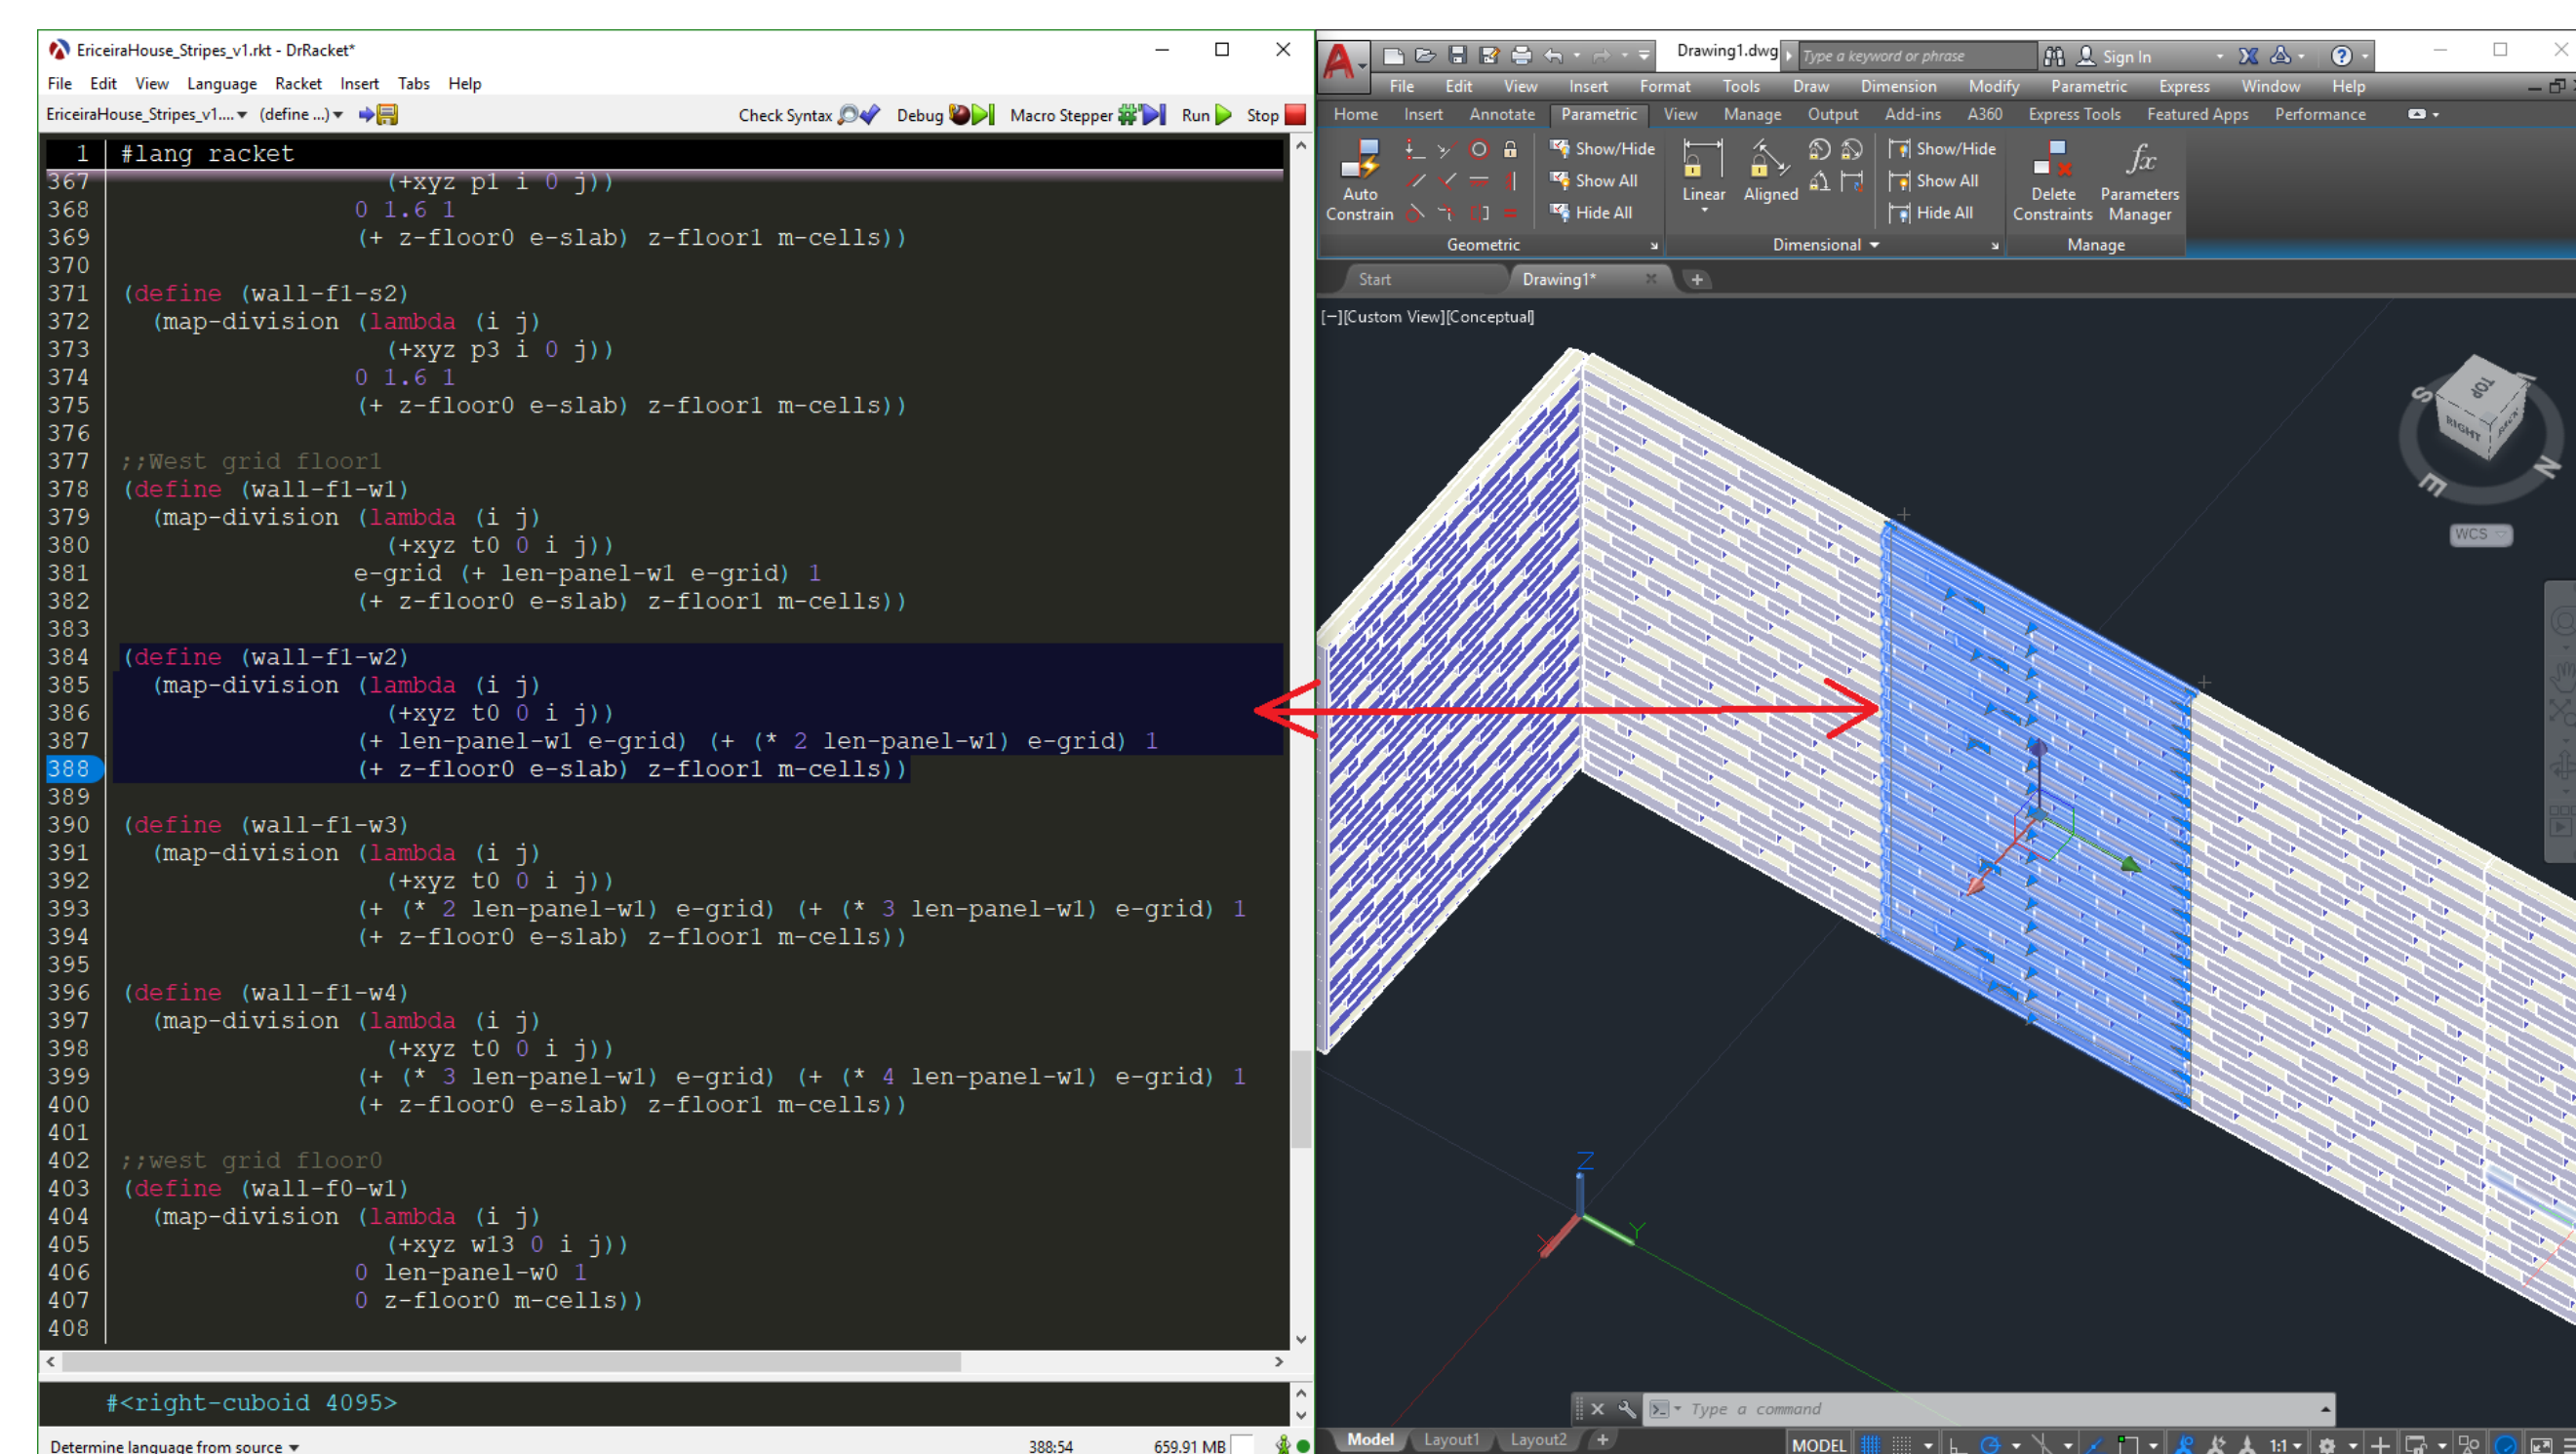 EriceiraHouse_Stripes_v1.rkt - DrRacket*
File Edit View Language Racket Insert Tabs Help
EriceiraHouse_Stripes_v1.... (define ...) Check Syntax Debug Macro Stepper Run Stop
1 #lang racket
367 (+xyz p1 i 0 j))
368 0 1.6 1
369 (+ z-floor0 e-slab) z-floor1 m-cells))
370
371 (define (wall-f1-s2)
372 (map-division (lambda (i j)
373 (+xyz p3 i 0 j))
374 0 1.6 1
375 (+ z-floor0 e-slab) z-floor1 m-cells))
376
377 ;;West grid floor1
378 (define (wall-f1-w1)
379 (map-division (lambda (i j)
380 (+xyz t0 0 i j))
381 e-grid (+ len-panel-w1 e-grid) 1
382 (+ z-floor0 e-slab) z-floor1 m-cells))
383
384 (define (wall-f1-w2)
385 (map-division (lambda (i j)
386 (+xyz t0 0 i j))
387 (+ len-panel-w1 e-grid) (+ (* 2 len-panel-w1) e-grid) 1
388 (+ z-floor0 e-slab) z-floor1 m-cells))
389
390 (define (wall-f1-w3)
391 (map-division (lambda (i j)
392 (+xyz t0 0 i j))
393 (+ (* 2 len-panel-w1) e-grid) (+ (* 3 len-panel-w1) e-grid) 1
394 (+ z-floor0 e-slab) z-floor1 m-cells))
395
396 (define (wall-f1-w4)
397 (map-division (lambda (i j)
398 (+xyz t0 0 i j))
399 (+ (* 3 len-panel-w1) e-grid) (+ (* 4 len-panel-w1) e-grid) 1
400 (+ z-floor0 e-slab) z-floor1 m-cells))
401
402 ;;west grid floor0
403 (define (wall-f0-w1)
404 (map-division (lambda (i j)
405 (+xyz w13 0 i j))
406 0 len-panel-w0 1
407 0 z-floor0 m-cells))
408
#<right-cuboid 4095>
Determine language from source 388:54 659.91 MB
Drawing1.dwg Type a keyword or phrase Sign In
File Edit View Insert Format Tools Draw Dimension Modify Parametric Express Window Help
Home Insert Annotate Parametric View Manage Output Add-ins A360 Express Tools Featured Apps Performance
Auto Constrain
Show/Hide
Show All
Hide All
Geometric
Linear Aligned
Show/Hide
Show All
Hide All
Dimensional
Delete Constraints
fx
Parameters Manager
Manage
Start Drawing1*
[−][Custom View][Conceptual]
TOP
RIGHT
BACK
S
E
N
WCS
Z
X
Y
Type a command
Model Layout1 Layout2
MODEL 1:1